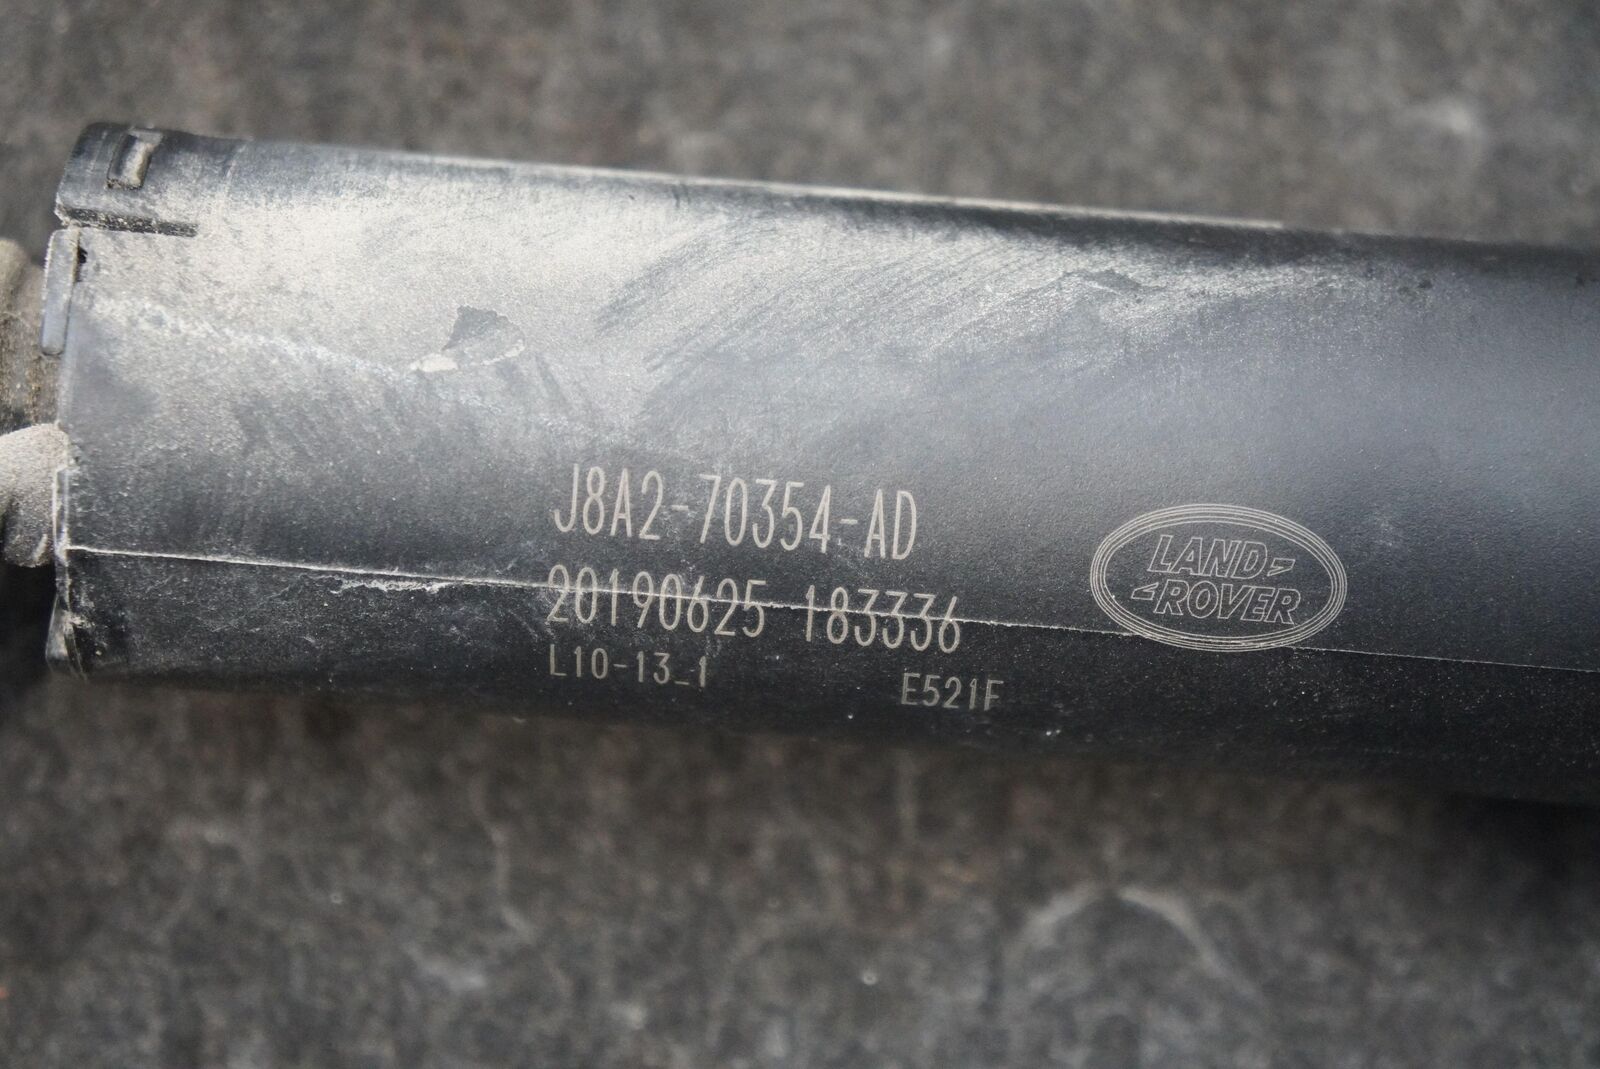 J8A2-70354-AD
20190625 183336
L10-13_1 E521F
LAND-
-ROVER